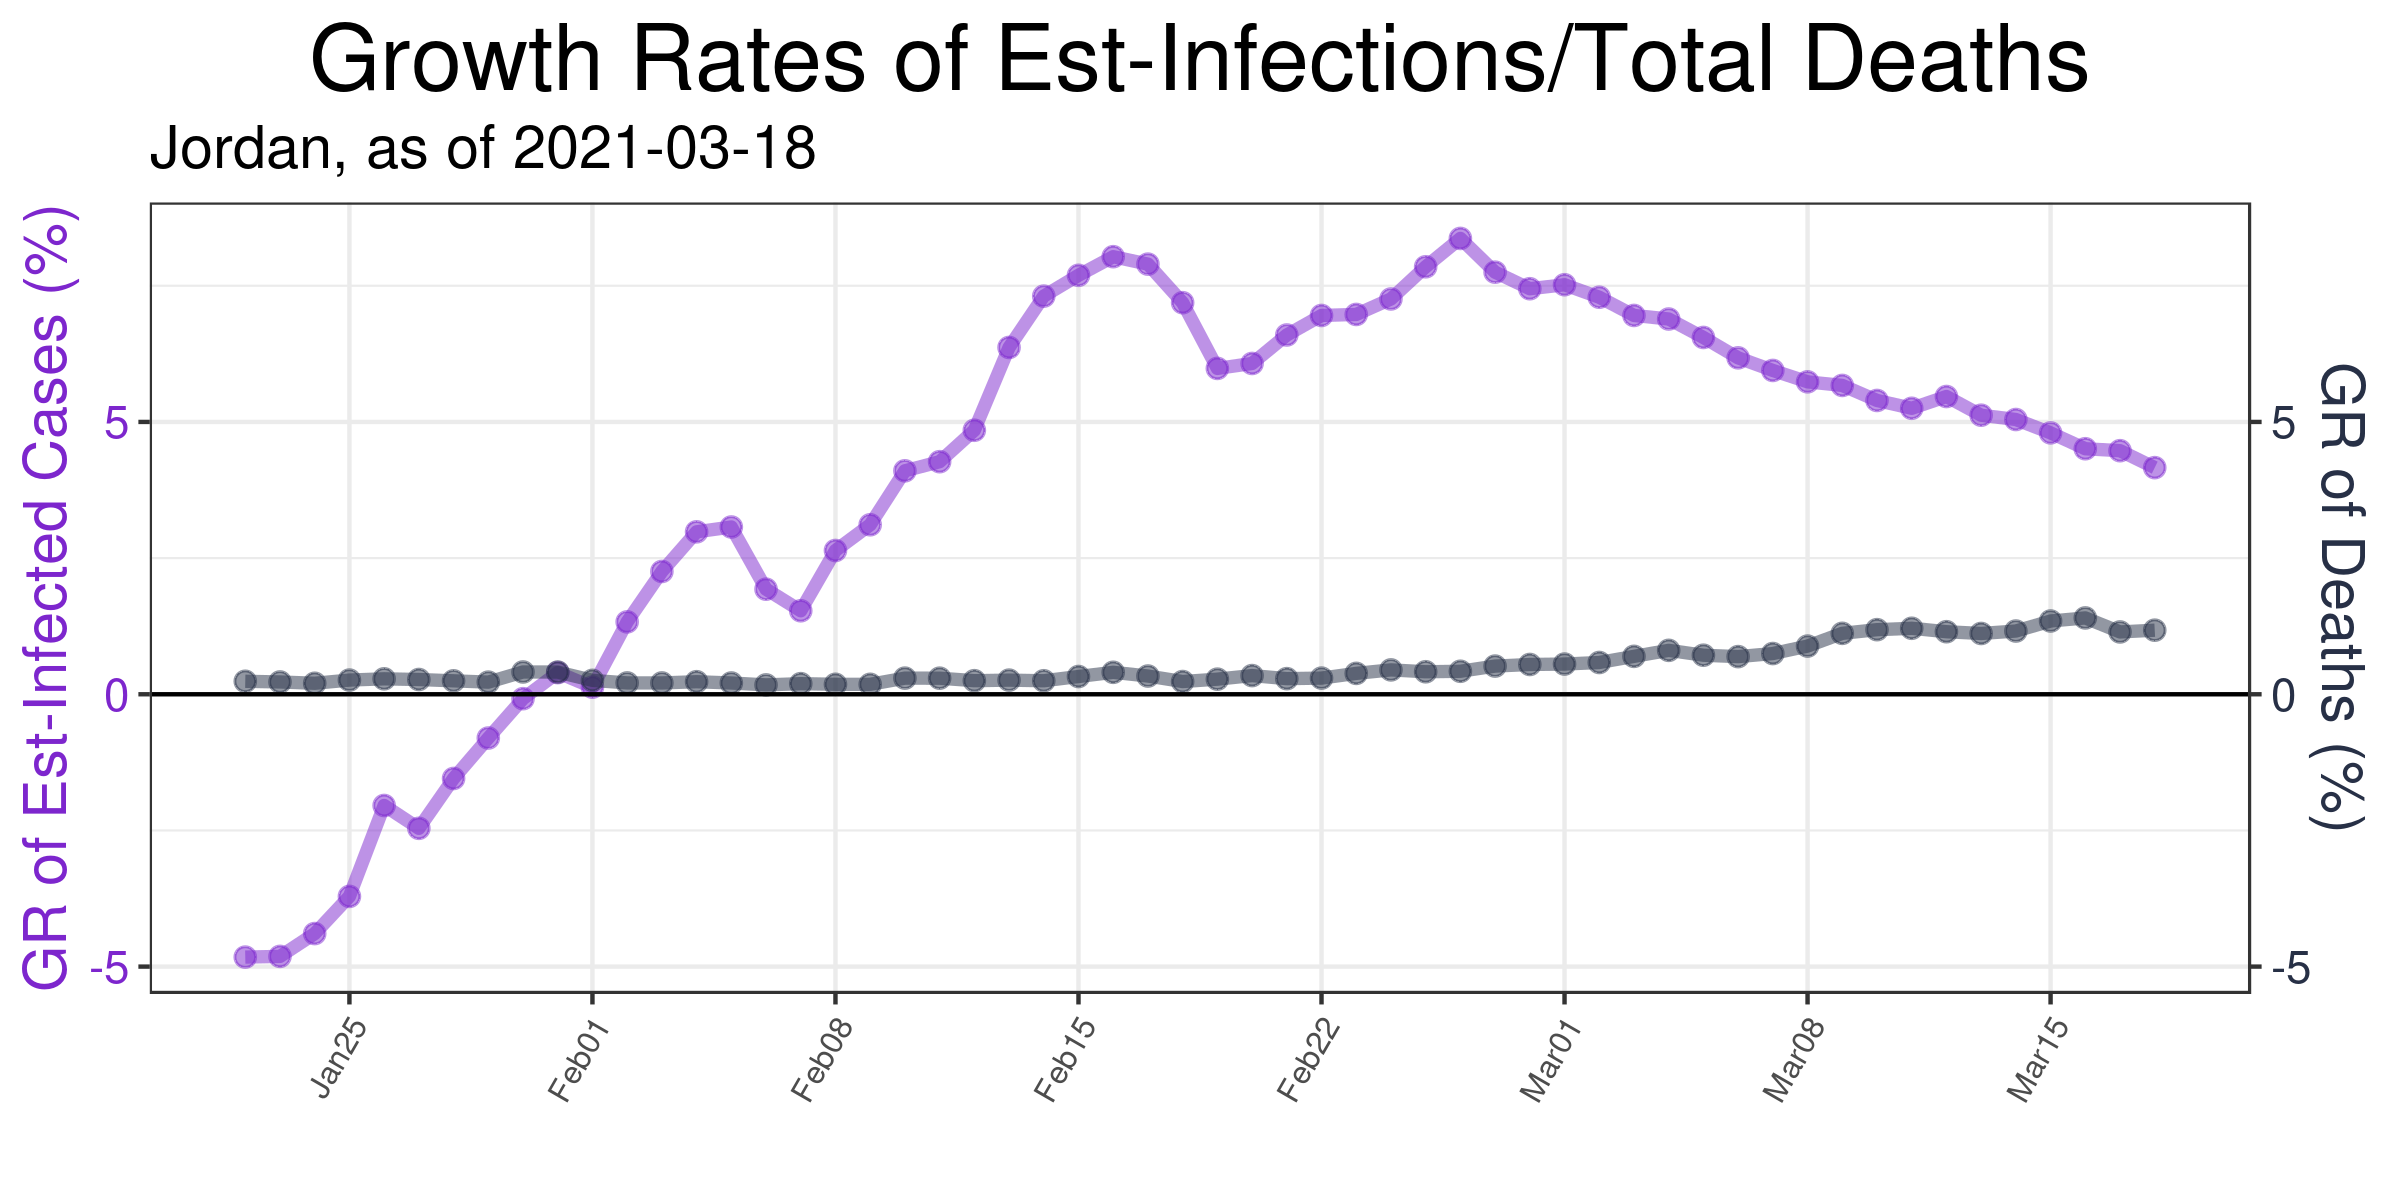 Growth Rates of Est-Infections/Total Deaths
Jordan, as of 2021-03-18
GR of Est-Infected Cases (%)
5
0
-5
5
0
-5
GR of Deaths (%)
Jan25
Feb01
Feb08
Feb15
Feb22
Mar01
Mar08
Mar15